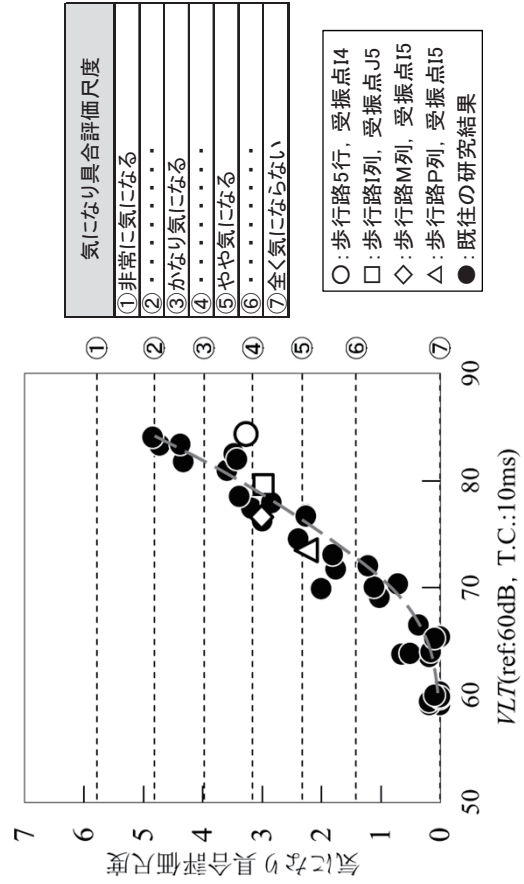 気になり具合評価尺度
①非常に気になる
②・・・・・・・
③かなり気になる
④・・・・・・・
⑤やや気になる
⑥・・・・・・・
⑦全く気にならない
○:歩行路5行, 受振点I4
□:歩行路I列, 受振点J5
◇:歩行路M列, 受振点I5
△:歩行路P列, 受振点I5
●:既往の研究結果
気になり具合評価尺度
7
6
5
4
3
2
1
0
①
②
③
④
⑤
⑥
⑦
50 60 70 80 90
VLT(ref:60dB, T.C.:10ms)